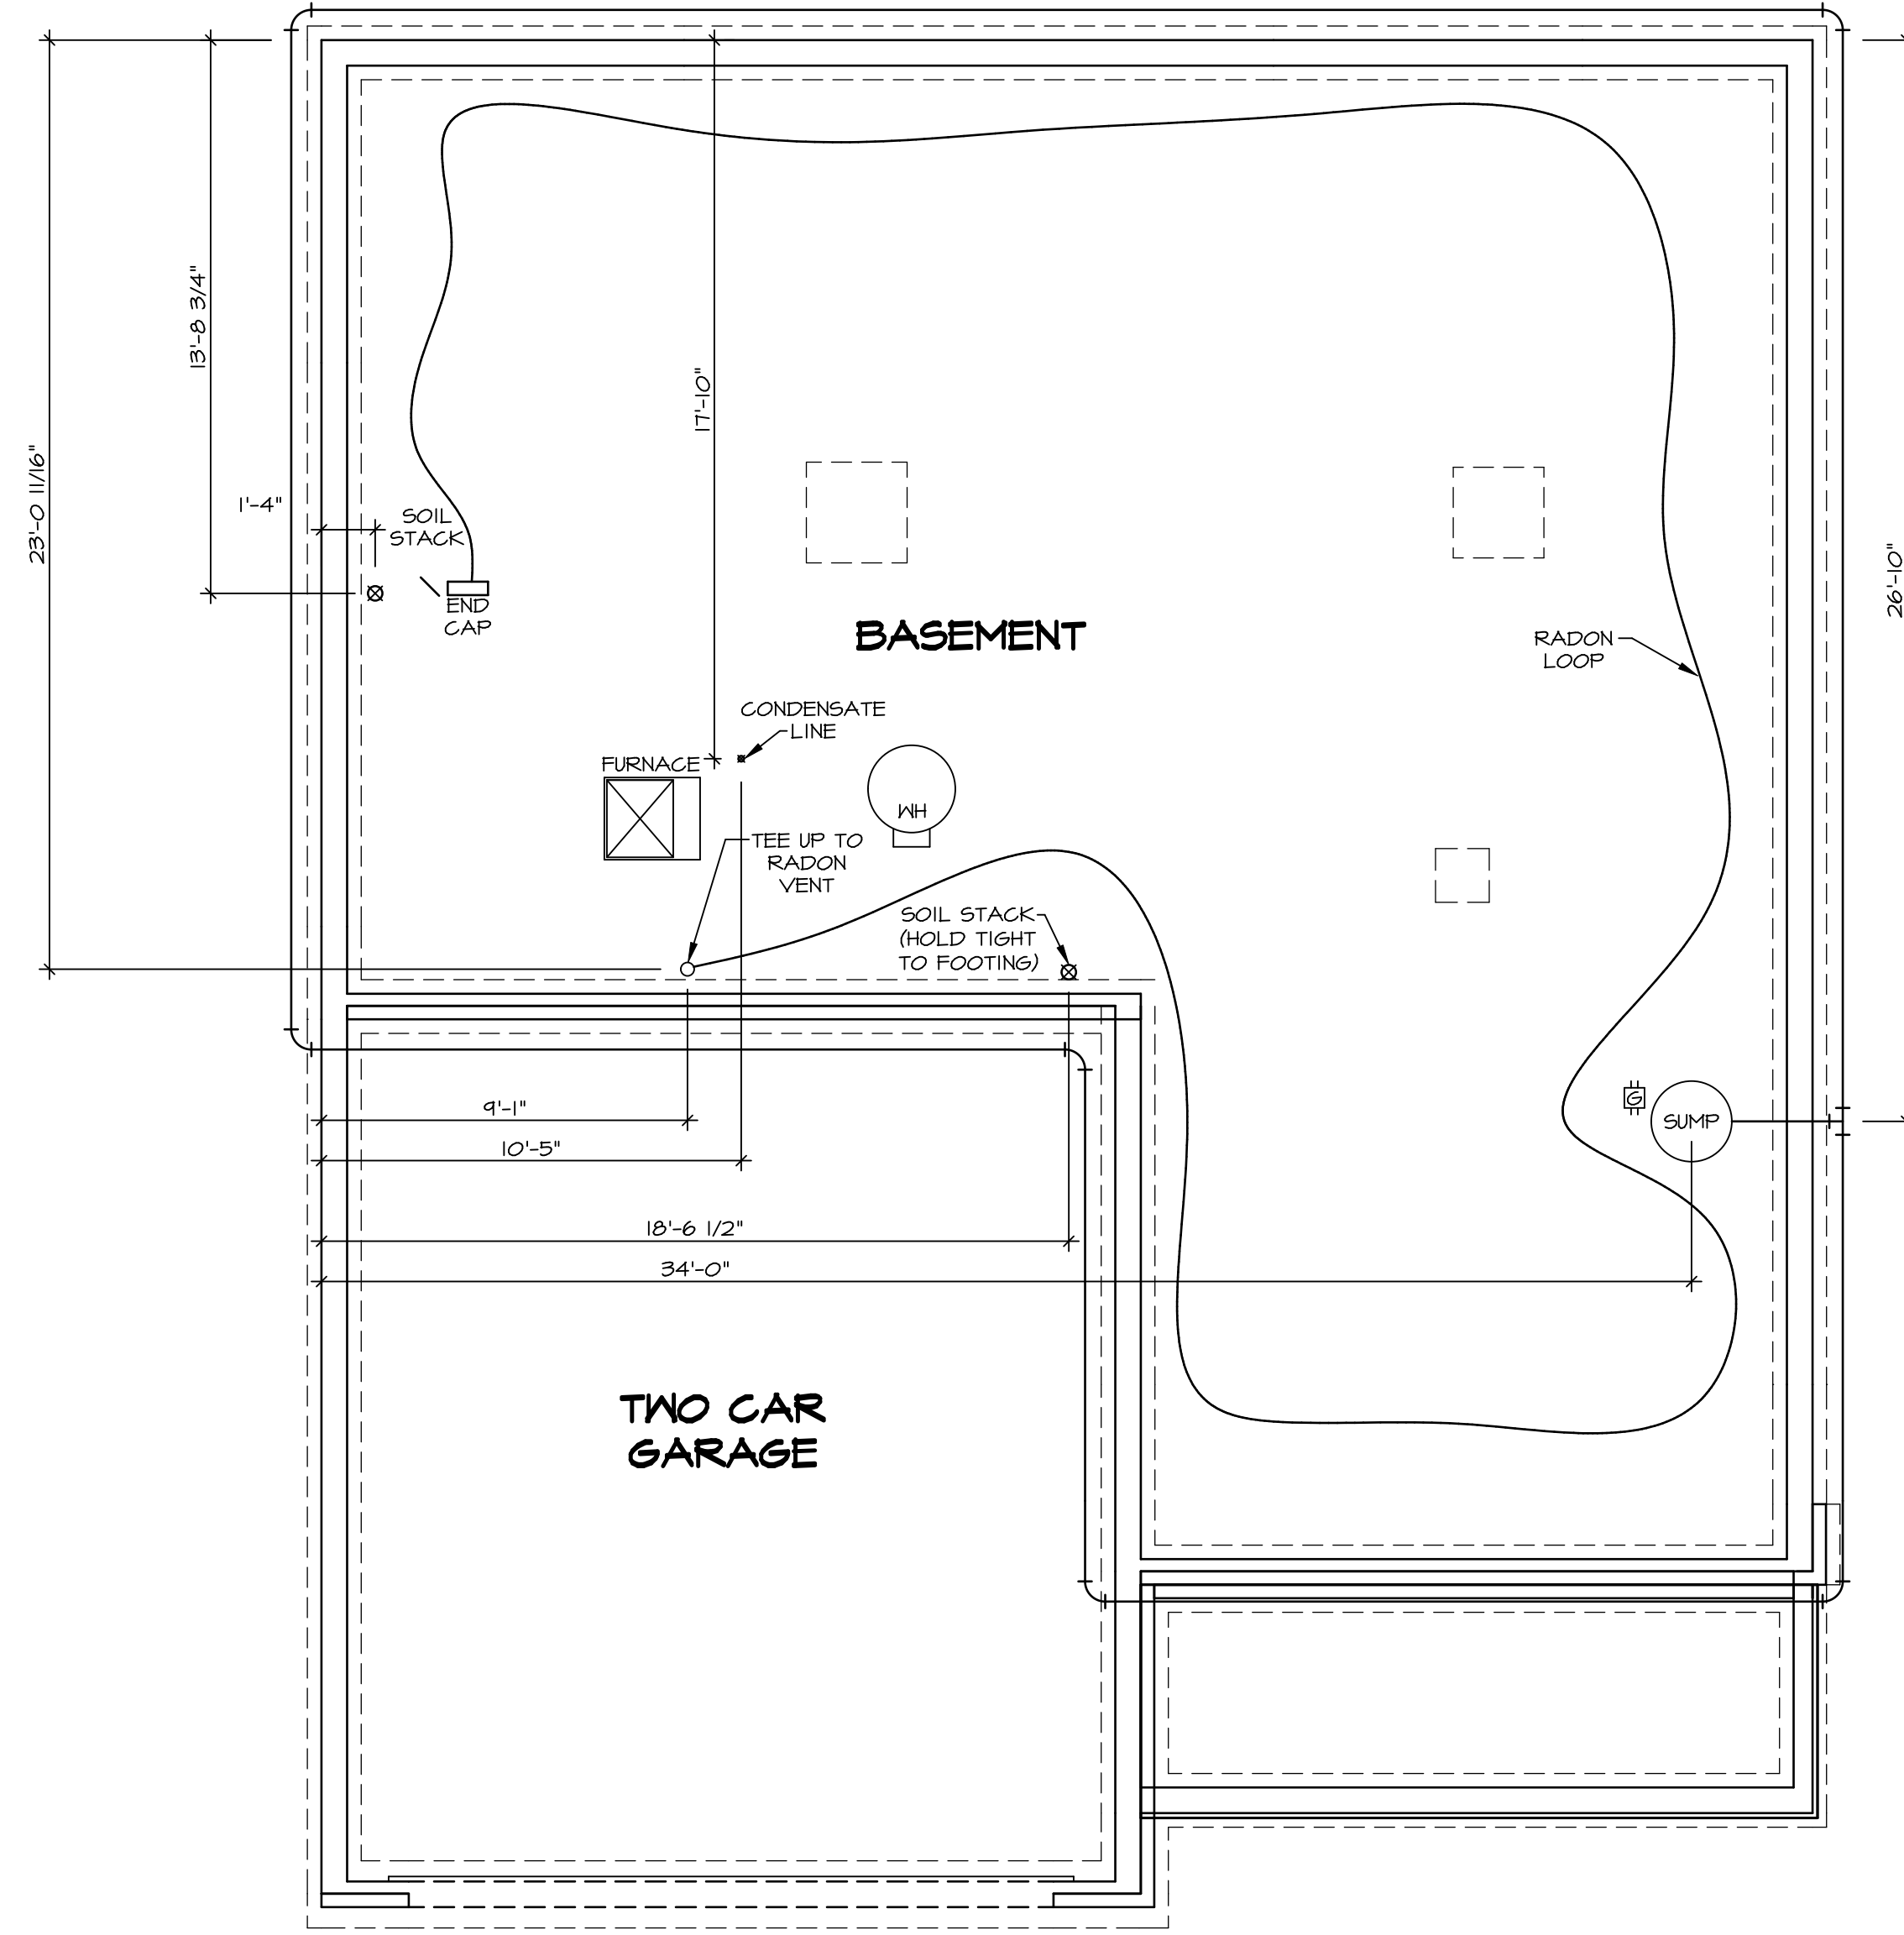 13'-8 3/4"
17'-10"
23'-0 11/16"
1'-4"
SOIL
STACK
26'-10"
END
CAP
BASEMENT
RADON
LOOP
CONDENSATE
LINE
FURNACE
WH
TEE UP TO
RADON
VENT
SOIL STACK
(HOLD TIGHT
TO FOOTING)
G
SUMP
9'-1"
10'-5"
18'-6 1/2"
34'-0"
TWO CAR
GARAGE